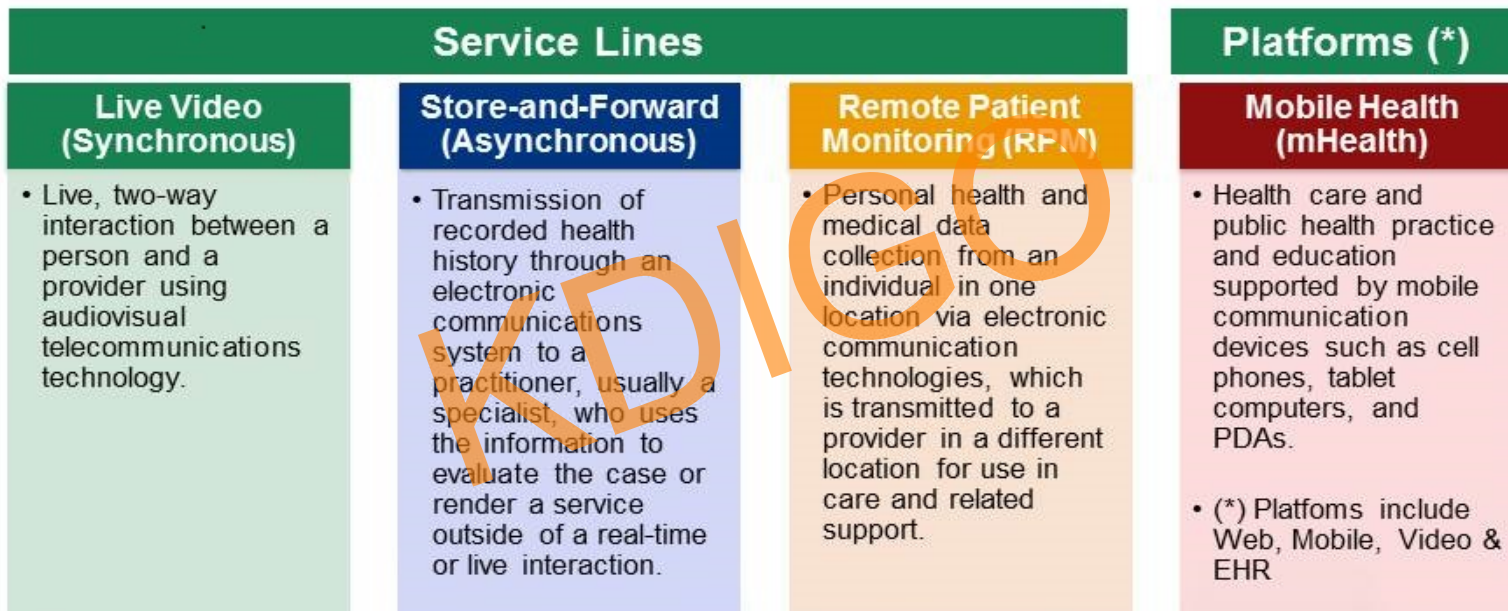 Service Lines
Platforms (*)
Live Video
(Synchronous)
• Live, two-way
interaction between a
person and a
provider using
audiovisual
telecommunications
technology.
Store-and-Forward
(Asynchronous)
• Transmission of
recorded health
history through an
electronic
communications
system to a
practitioner, usually a
specialist, who uses
the information to
evaluate the case or
render a service
outside of a real-time
or live interaction.
Remote Patient
Monitoring (RPM)
• Personal health and
medical data
collection from an
individual in one
location via electronic
communication
technologies, which
is transmitted to a
provider in a different
location for use in
care and related
support.
Mobile Health
(mHealth)
• Health care and
public health practice
and education
supported by mobile
communication
devices such as cell
phones, tablet
computers, and
PDAs.
• (*) Platfoms include
Web, Mobile, Video &
EHR
KDIGO